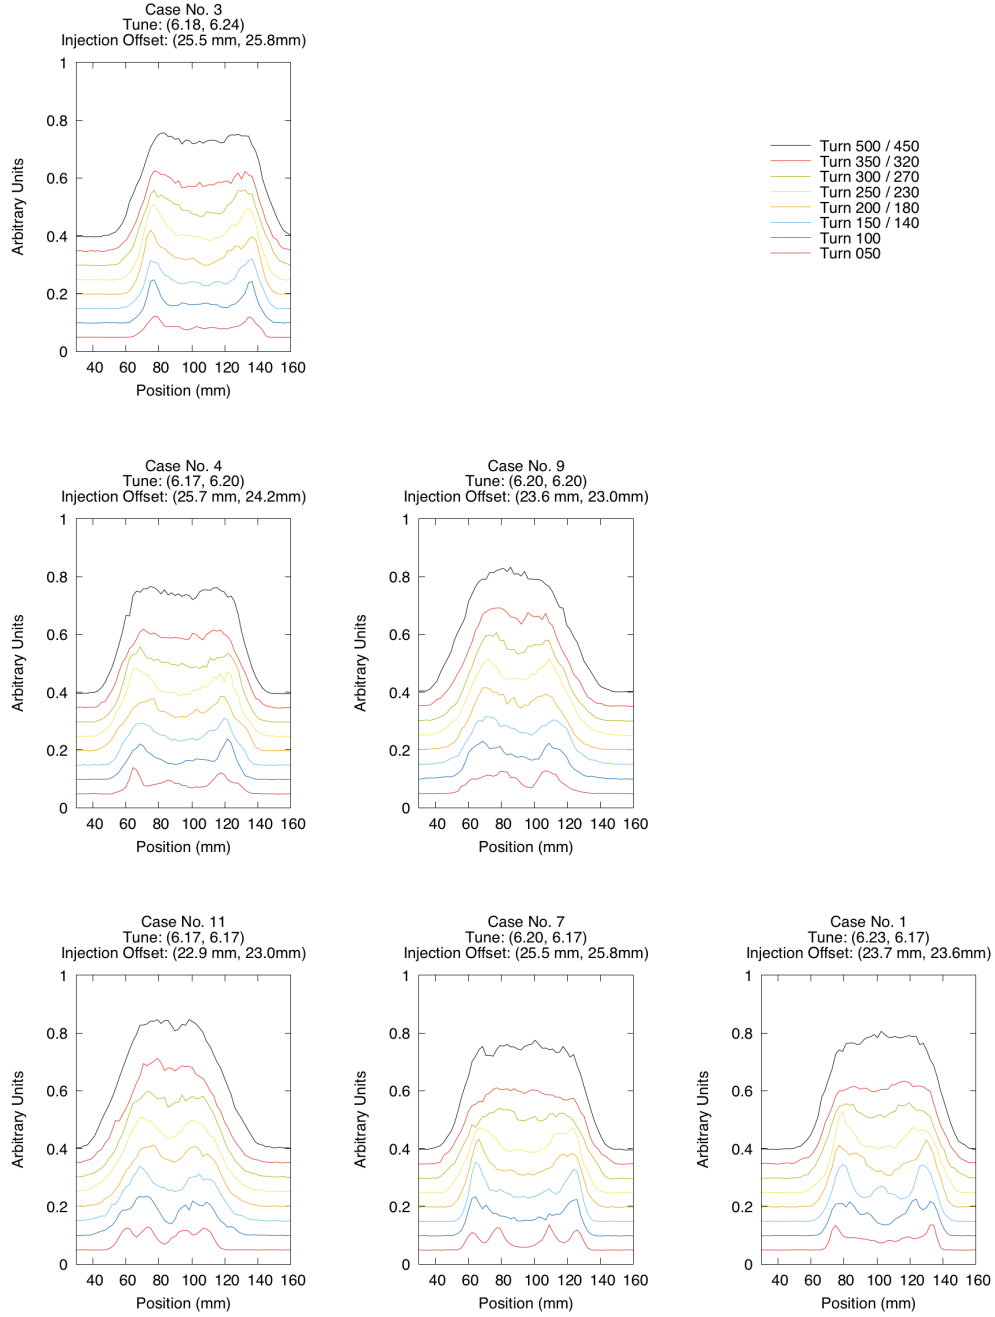 Case No. 3
Tune: (6.18, 6.24)
Injection Offset: (25.5 mm, 25.8mm)
1
0.8
0.6
0.4
0.2
0
Arbitrary Units
40 60 80 100 120 140 160
Position (mm)
Turn 500 / 450
Turn 350 / 320
Turn 300 / 270
Turn 250 / 230
Turn 200 / 180
Turn 150 / 140
Turn 100
Turn 050
Case No. 4
Tune: (6.17, 6.20)
Injection Offset: (25.7 mm, 24.2mm)
1
0.8
0.6
0.4
0.2
0
Arbitrary Units
40 60 80 100 120 140 160
Position (mm)
Case No. 9
Tune: (6.20, 6.20)
Injection Offset: (23.6 mm, 23.0mm)
1
0.8
0.6
0.4
0.2
0
Arbitrary Units
40 60 80 100 120 140 160
Position (mm)
Case No. 11
Tune: (6.17, 6.17)
Injection Offset: (22.9 mm, 23.0mm)
1
0.8
0.6
0.4
0.2
0
Arbitrary Units
40 60 80 100 120 140 160
Position (mm)
Case No. 7
Tune: (6.20, 6.17)
Injection Offset: (25.5 mm, 25.8mm)
1
0.8
0.6
0.4
0.2
0
Arbitrary Units
40 60 80 100 120 140 160
Position (mm)
Case No. 1
Tune: (6.23, 6.17)
Injection Offset: (23.7 mm, 23.6mm)
1
0.8
0.6
0.4
0.2
0
Arbitrary Units
40 60 80 100 120 140 160
Position (mm)